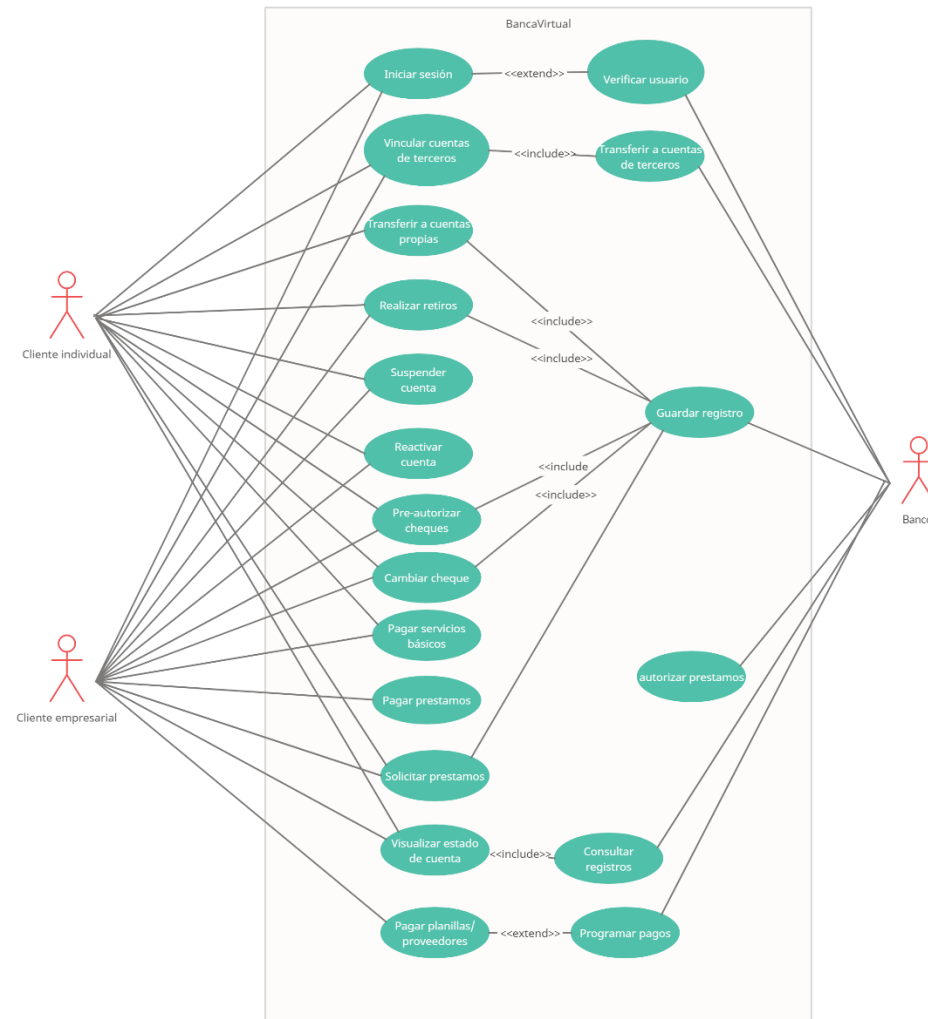 BancaVirtual
Iniciar sesión
<<extend>>
Verificar usuario
Vincular cuentas
de terceros
<<include>>
Transferir a cuentas
de terceros
Transferir a cuentas
propias
Realizar retiros
<<include>>
<<include>>
Cliente individual
Suspender
cuenta
Guardar registro
Reactivar
cuenta
<<include
<<include>>
Pre-autorizar
cheques
Banco
Cambiar cheque
Pagar servicios
básicos
autorizar prestamos
Pagar prestamos
Cliente empresarial
Solicitar prestamos
Visualizar estado
de cuenta
<<include>>
Consultar
registros
Pagar planillas/
proveedores
<<extend>>
Programar pagos